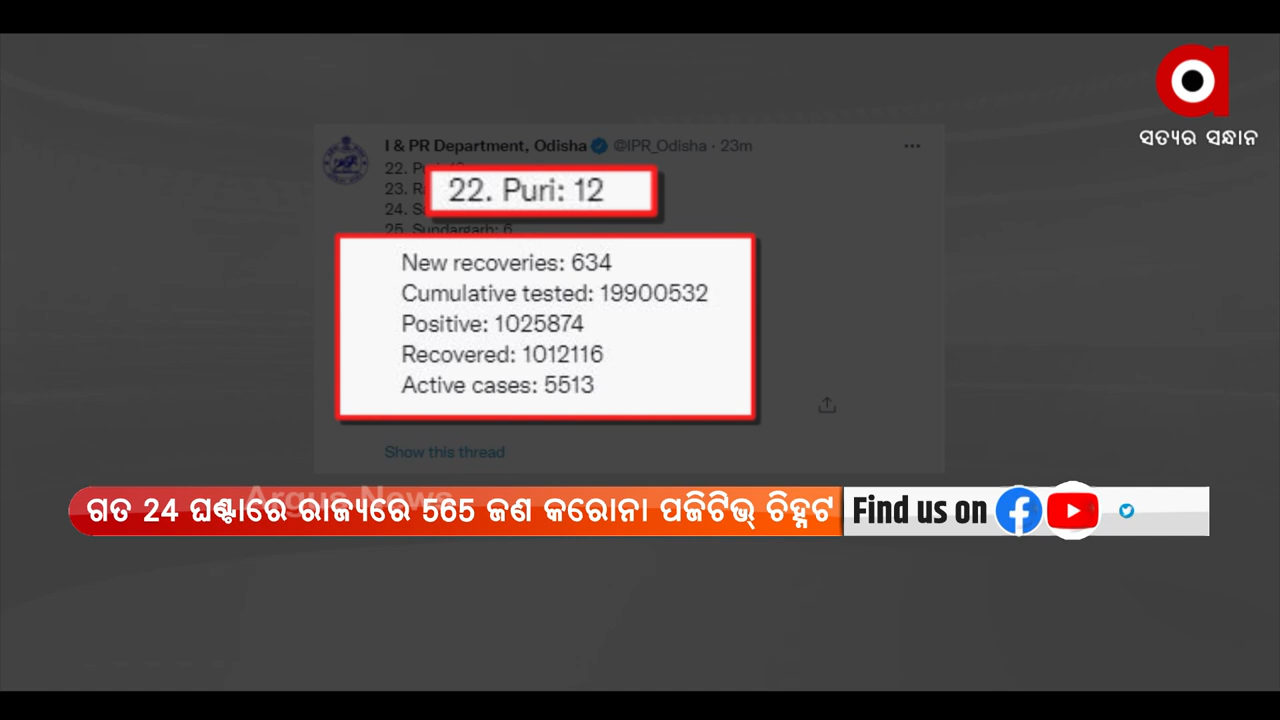 ସତ୍ୟର ସନ୍ଧାନ
I & PR Department, Odisha @IPR_Odisha · 23m
22. Puri: 12
25. Sundargarh: 6
New recoveries: 634
Cumulative tested: 19900532
Positive: 1025874
Recovered: 1012116
Active cases: 5513
Show this thread
Argus News
ଗତ 24 ଘଣ୍ଟାରେ ରାଜ୍ୟରେ 565 ଜଣ କରୋନା ପଜିଟିଭ୍ ଚିହ୍ନଟ
Find us on